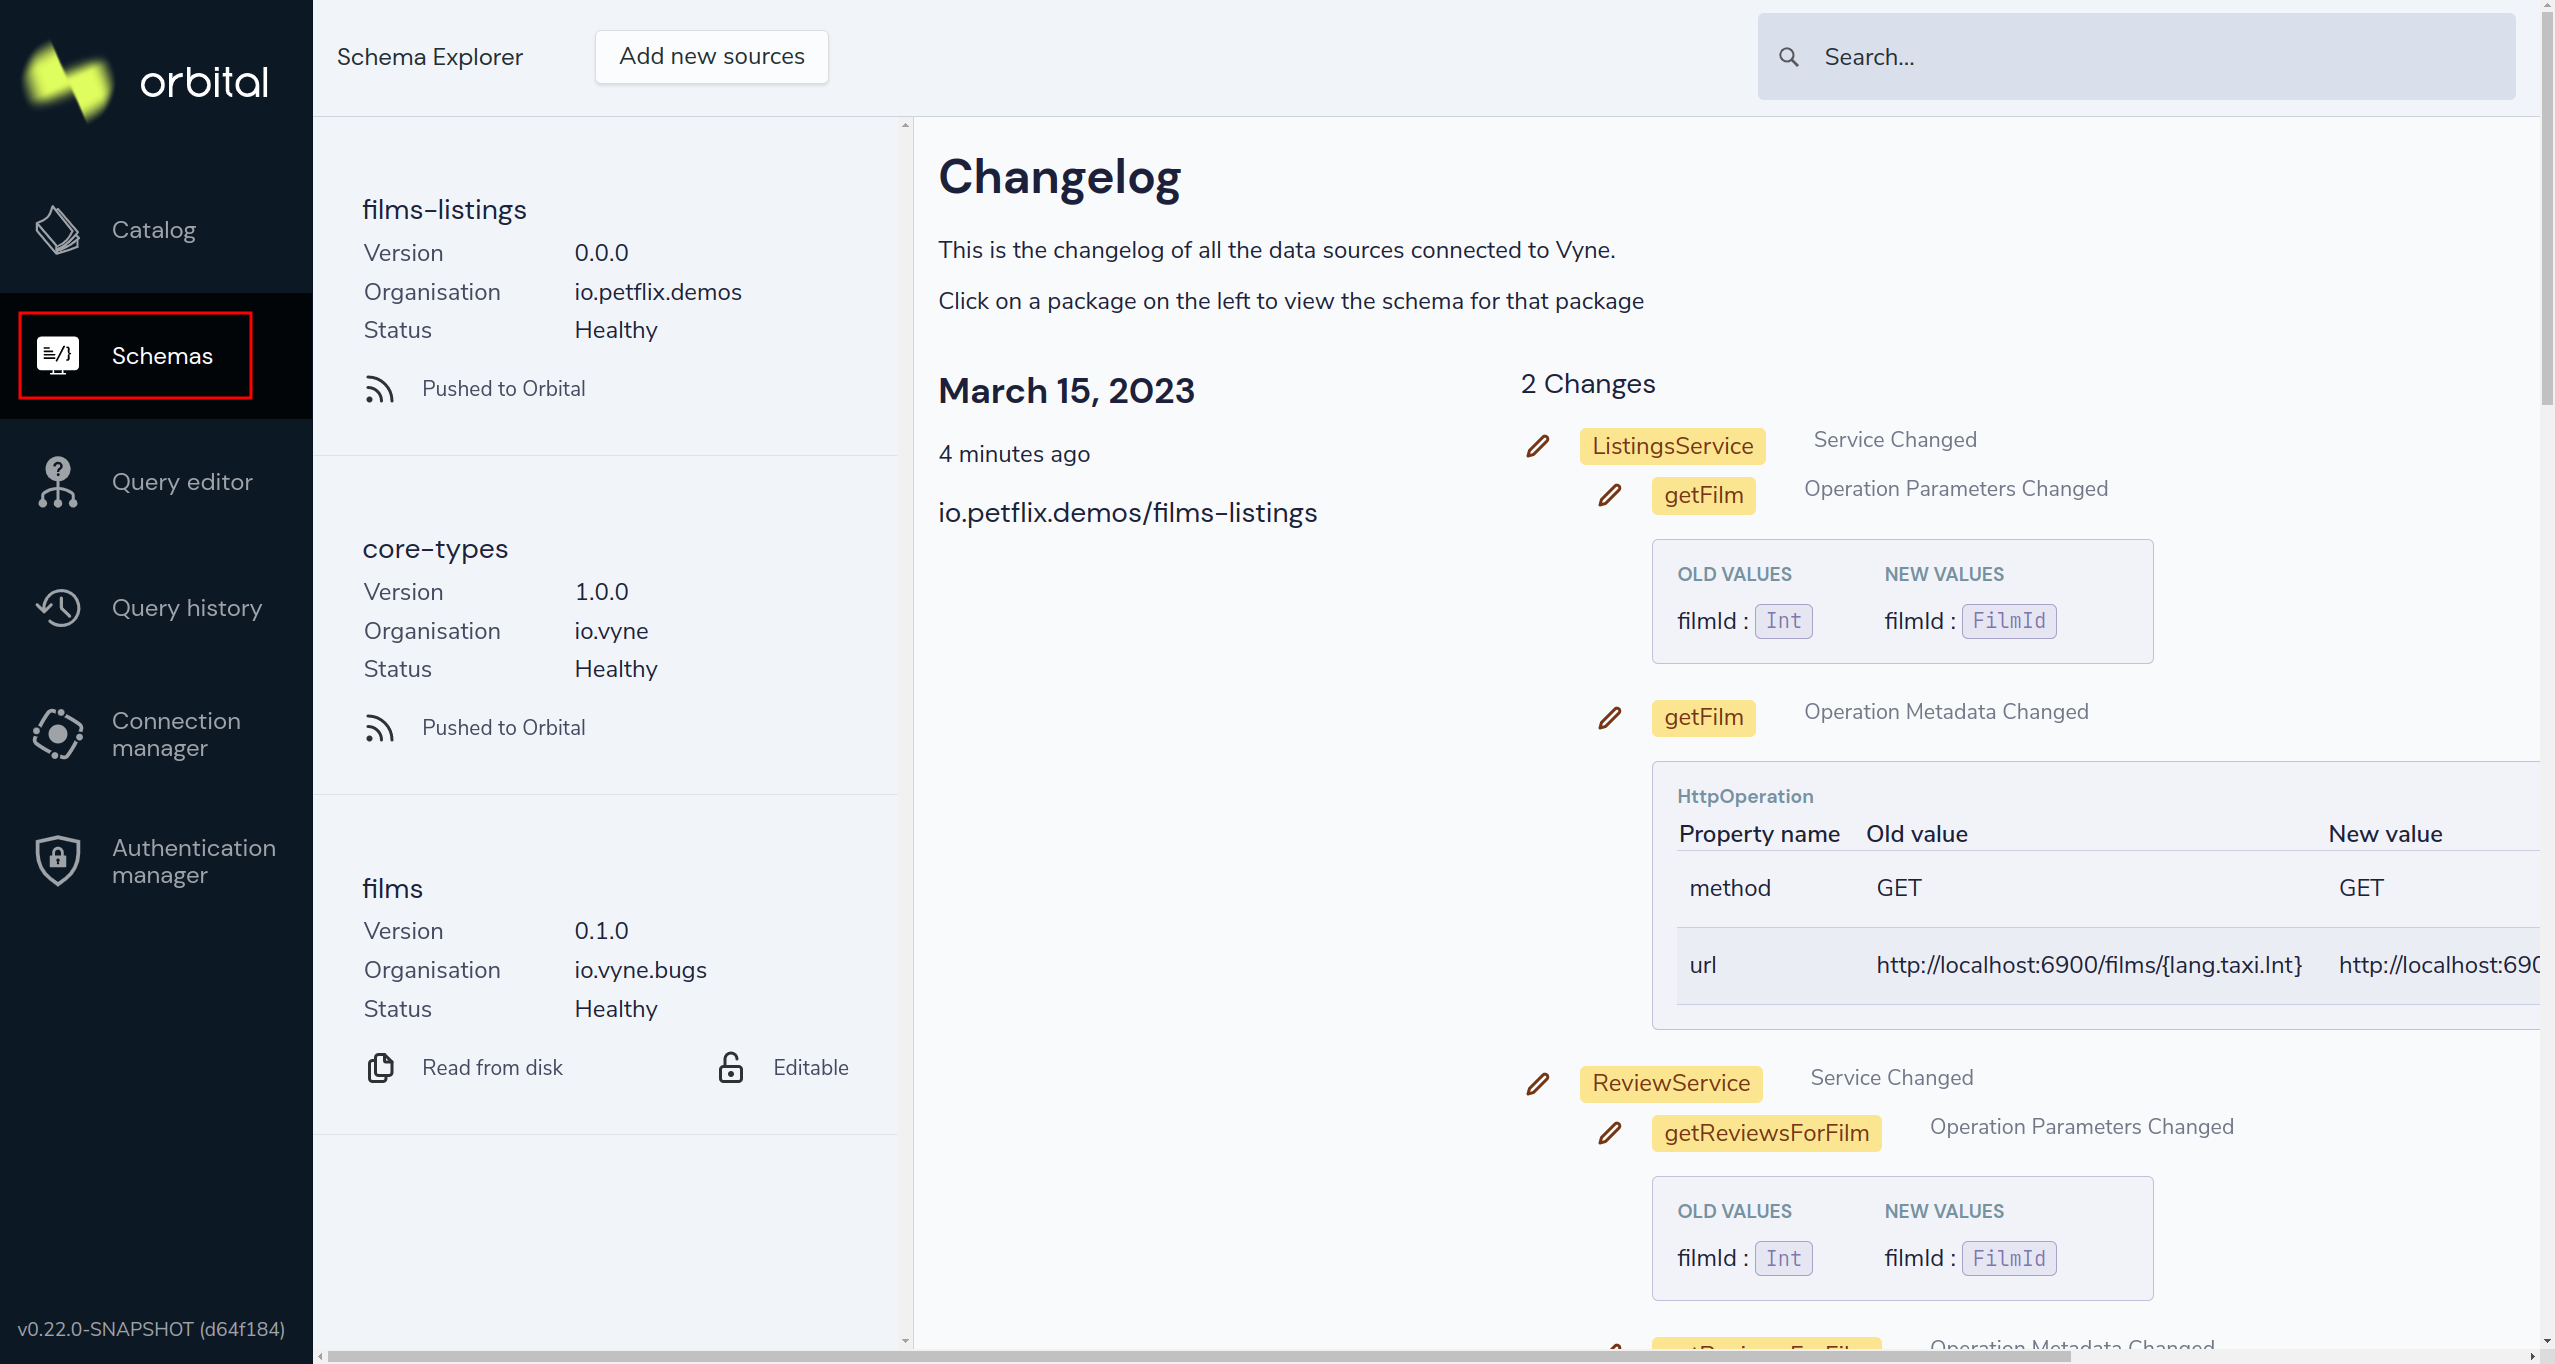 orbital
Catalog
Schemas
Query editor
Query history
Connection
manager
Authentication
manager
v0.22.0-SNAPSHOT (d64f184)
Schema Explorer
Add new sources
Search...
films-listings
Version 0.0.0
Organisation io.petflix.demos
Status Healthy
Pushed to Orbital
core-types
Version 1.0.0
Organisation io.vyne
Status Healthy
Pushed to Orbital
films
Version 0.1.0
Organisation io.vyne.bugs
Status Healthy
Read from disk Editable
Changelog
This is the changelog of all the data sources connected to Vyne.
Click on a package on the left to view the schema for that package
March 15, 2023
4 minutes ago
io.petflix.demos/films-listings
2 Changes
ListingsService Service Changed
getFilm Operation Parameters Changed
OLD VALUES NEW VALUES
filmId : Int filmId : FilmId
getFilm Operation Metadata Changed
HttpOperation
Property name Old value New value
method GET GET
url http://localhost:6900/films/{lang.taxi.Int} http://localhost:690
ReviewService Service Changed
getReviewsForFilm Operation Parameters Changed
OLD VALUES NEW VALUES
filmId : Int filmId : FilmId
getReviewsForFilm Operation Metadata Changed